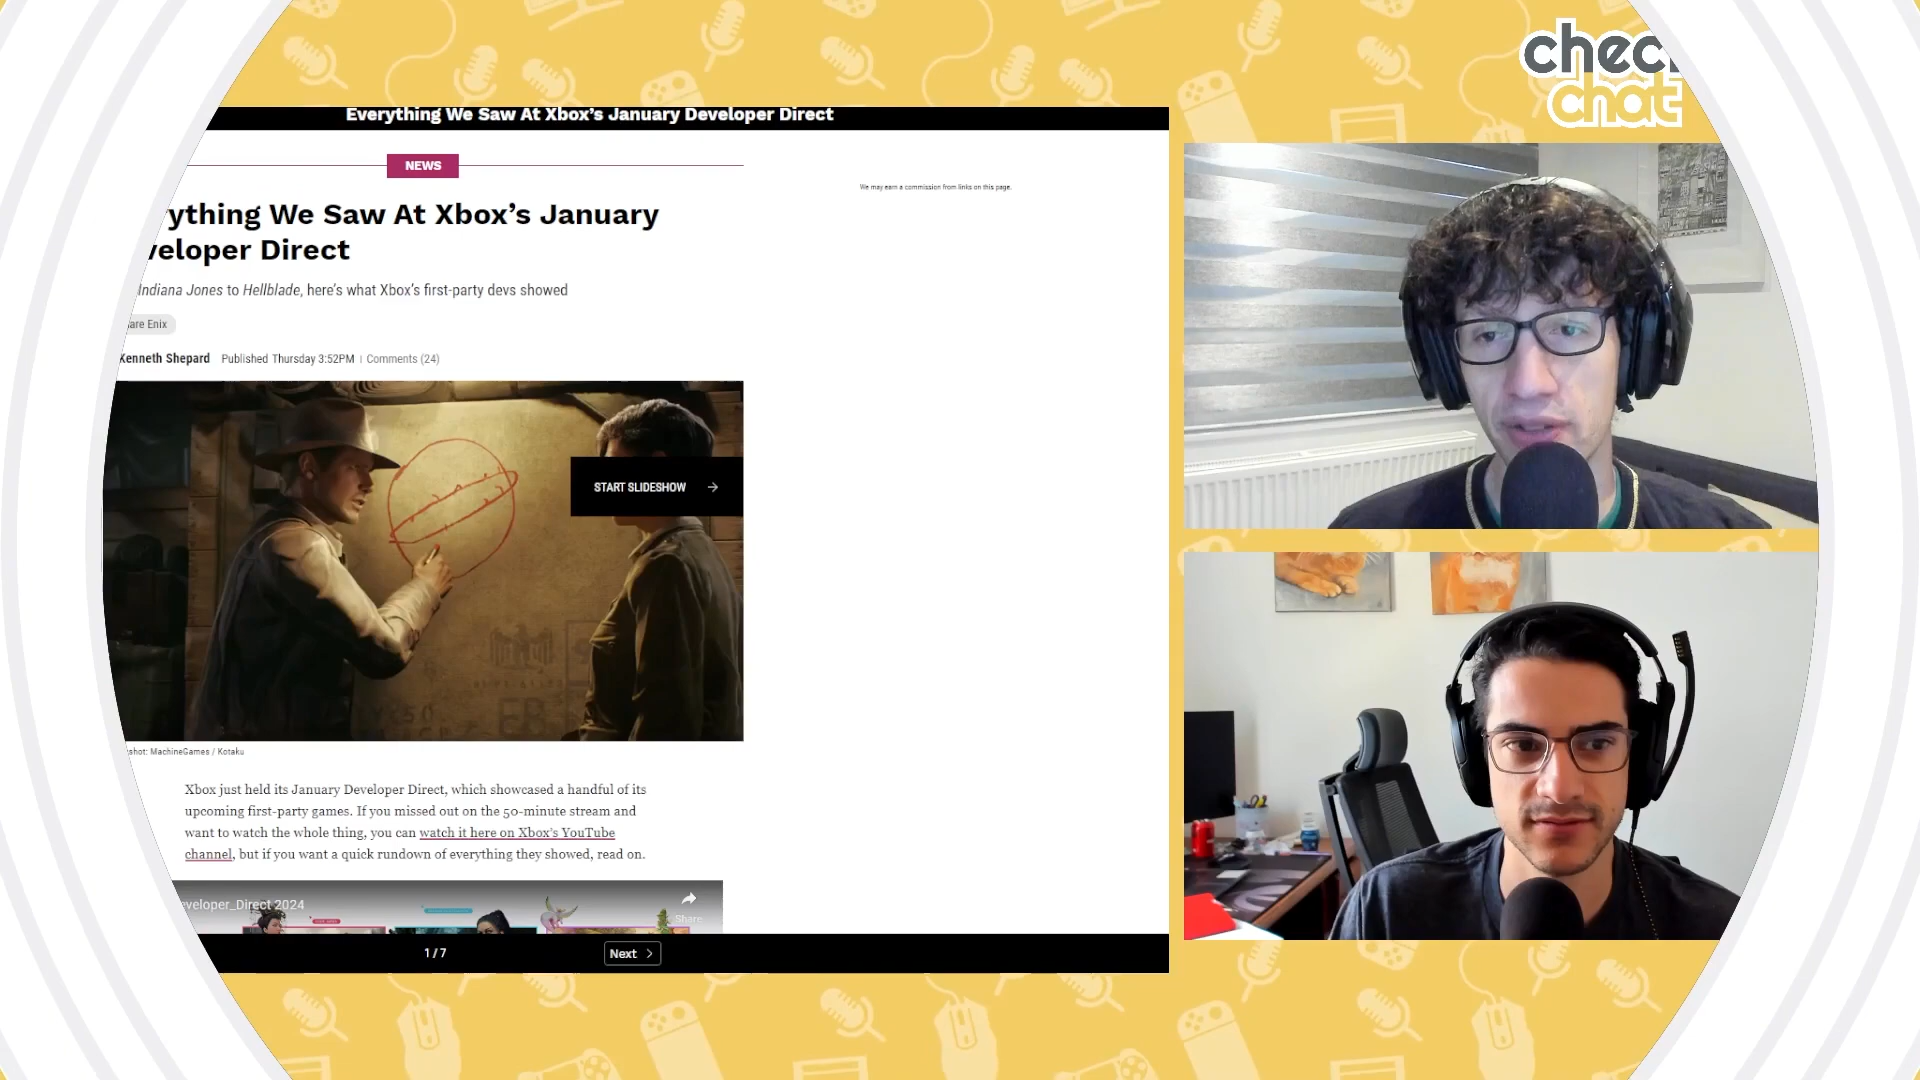 Everything We Saw At Xbox's January Developer Direct
NEWS
ything We Saw At Xbox's January
veloper Direct
Indiana Jones to Hellblade, here's what Xbox's first-party devs showed
are Enix
Kenneth Shepard Published Thursday 3:52PM | Comments (24)
START SLIDESHOW →
shot: MachineGames / Kotaku
Xbox just held its January Developer Direct, which showcased a handful of its
upcoming first-party games. If you missed out on the 50-minute stream and
want to watch the whole thing, you can watch it here on Xbox's YouTube
channel, but if you want a quick rundown of everything they showed, read on.
eveloper_Direct 2024
Share
1 / 7
Next >
We may earn a commission from links on this page.
chec
chat